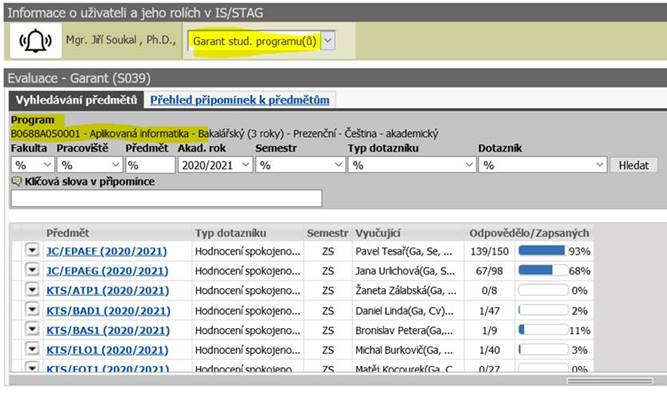 Informace o uživateli a jeho rolích v IS/STAG
Mgr. Jiří Soukal , Ph.D., Garant stud. programu(ů)
Evaluace - Garant (S039)
Vyhledávání předmětů Přehled připomínek k předmětům
Program
B0688A050001 - Aplikovaná informatika - Bakalářský (3 roky) - Prezenční - Čeština - akademický
Fakulta Pracoviště Předmět Akad. rok Semestr Typ dotazníku Dotazník
% % % 2020/2021 % % % Hledat
Klíčová slova v připomínce
Předmět Typ dotazníku Semestr Vyučující Odpovědělo/Zapsaných
JC/EPAEF (2020/2021) Hodnocení spokojeno... ZS Pavel Tesař(Ga, Se, ... 139/150 93%
JC/EPAEG (2020/2021) Hodnocení spokojeno... ZS Jana Urlichová(Ga, S... 67/98 68%
KTS/ATP1 (2020/2021) Hodnocení spokojeno... ZS Žaneta Zálabská(Ga, ... 0/8 0%
KTS/BAD1 (2020/2021) Hodnocení spokojeno... ZS Daniel Linda(Ga, Cv)... 1/47 2%
KTS/BAS1 (2020/2021) Hodnocení spokojeno... ZS Bronislav Petera(Ga,... 1/9 11%
KTS/FLO1 (2020/2021) Hodnocení spokojeno... ZS Michal Burkovič(Ga, ... 1/40 3%
KTS/FOT1 (2020/2021) Hodnocení spokojeno... ZS Matěj Kocourek(Ga, C... 0/27 0%